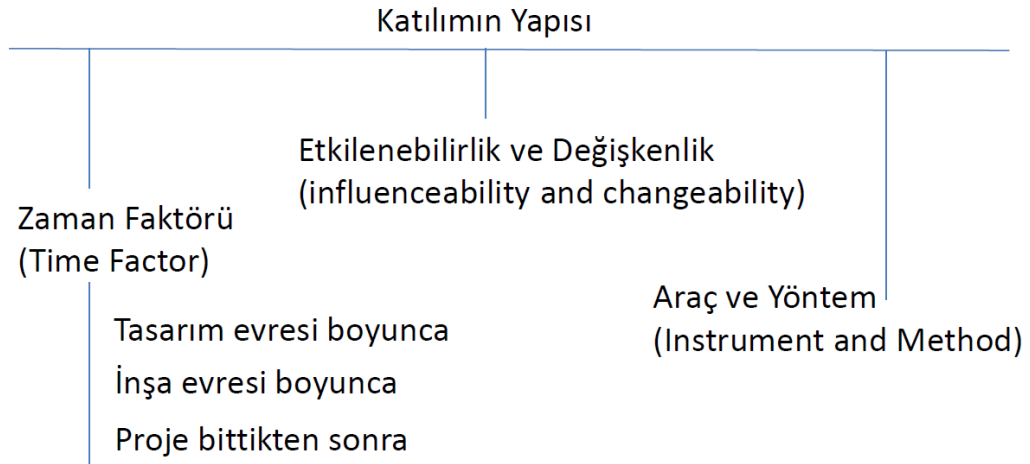 Katılımın Yapısı
Etkilenebilirlik ve Değişkenlik
(influenceability and changeability)
Zaman Faktörü
(Time Factor)
Araç ve Yöntem
(Instrument and Method)
Tasarım evresi boyunca
İnşa evresi boyunca
Proje bittikten sonra